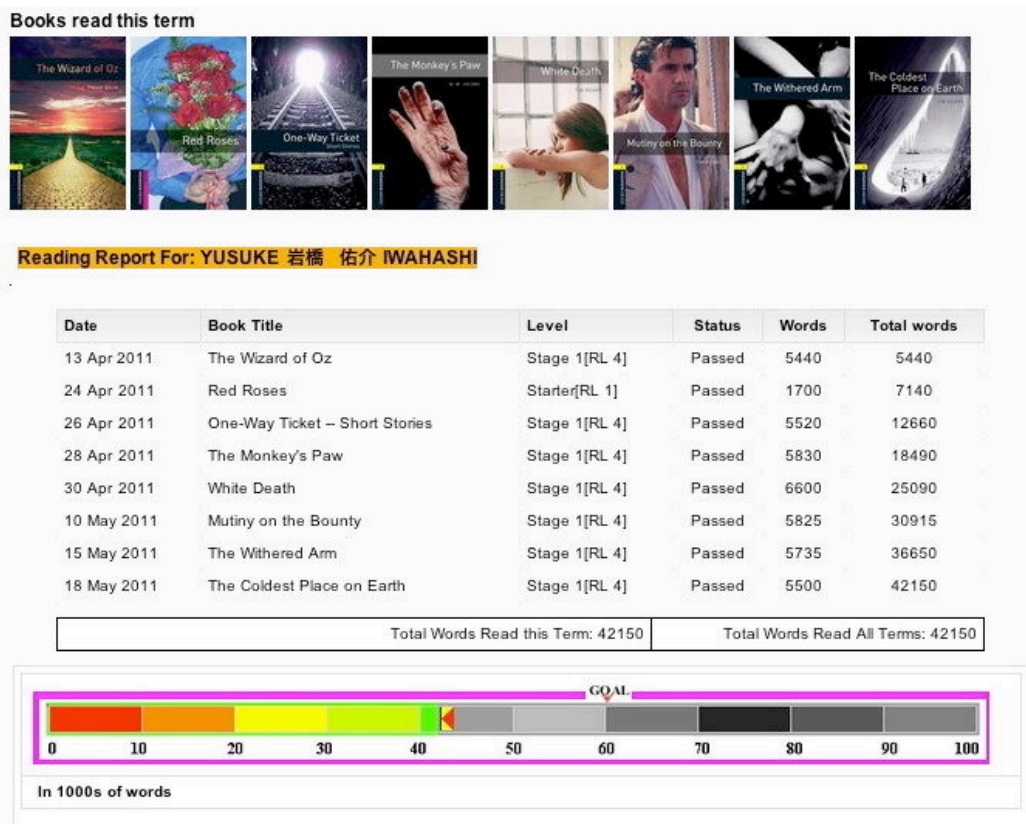 Books read this term
The Wizard of Oz
Red Roses
One-Way Ticket
Short Stories
The Monkey's Paw
White Death
Mutiny on the Bounty
The Withered Arm
The Coldest
Place on Earth
Reading Report For: YUSUKE 岩橋 佑介 IWAHASHI
Date Book Title Level Status Words Total words
13 Apr 2011 The Wizard of Oz Stage 1[RL 4] Passed 5440 5440
24 Apr 2011 Red Roses Starter[RL 1] Passed 1700 7140
26 Apr 2011 One-Way Ticket -- Short Stories Stage 1[RL 4] Passed 5520 12660
28 Apr 2011 The Monkey's Paw Stage 1[RL 4] Passed 5830 18490
30 Apr 2011 White Death Stage 1[RL 4] Passed 6600 25090
10 May 2011 Mutiny on the Bounty Stage 1[RL 4] Passed 5825 30915
15 May 2011 The Withered Arm Stage 1[RL 4] Passed 5735 36650
18 May 2011 The Coldest Place on Earth Stage 1[RL 4] Passed 5500 42150
Total Words Read this Term: 42150 Total Words Read All Terms: 42150
GOAL
0 10 20 30 40 50 60 70 80 90 100
In 1000s of words